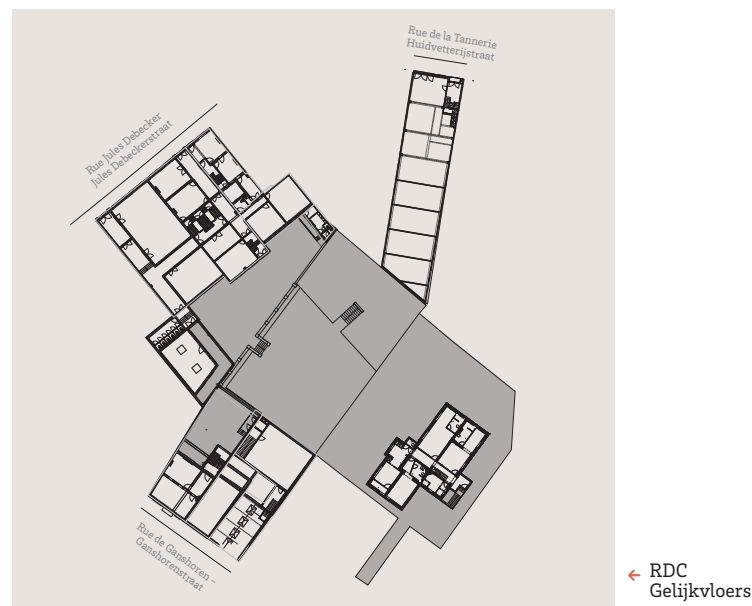 Rue de la Tannerie
Huidvetterijstraat
Rue Jules Debecker
Jules Debeckerstraat
Rue de Ganshoren –
Ganshorenstraat
← RDC
Gelijkvloers